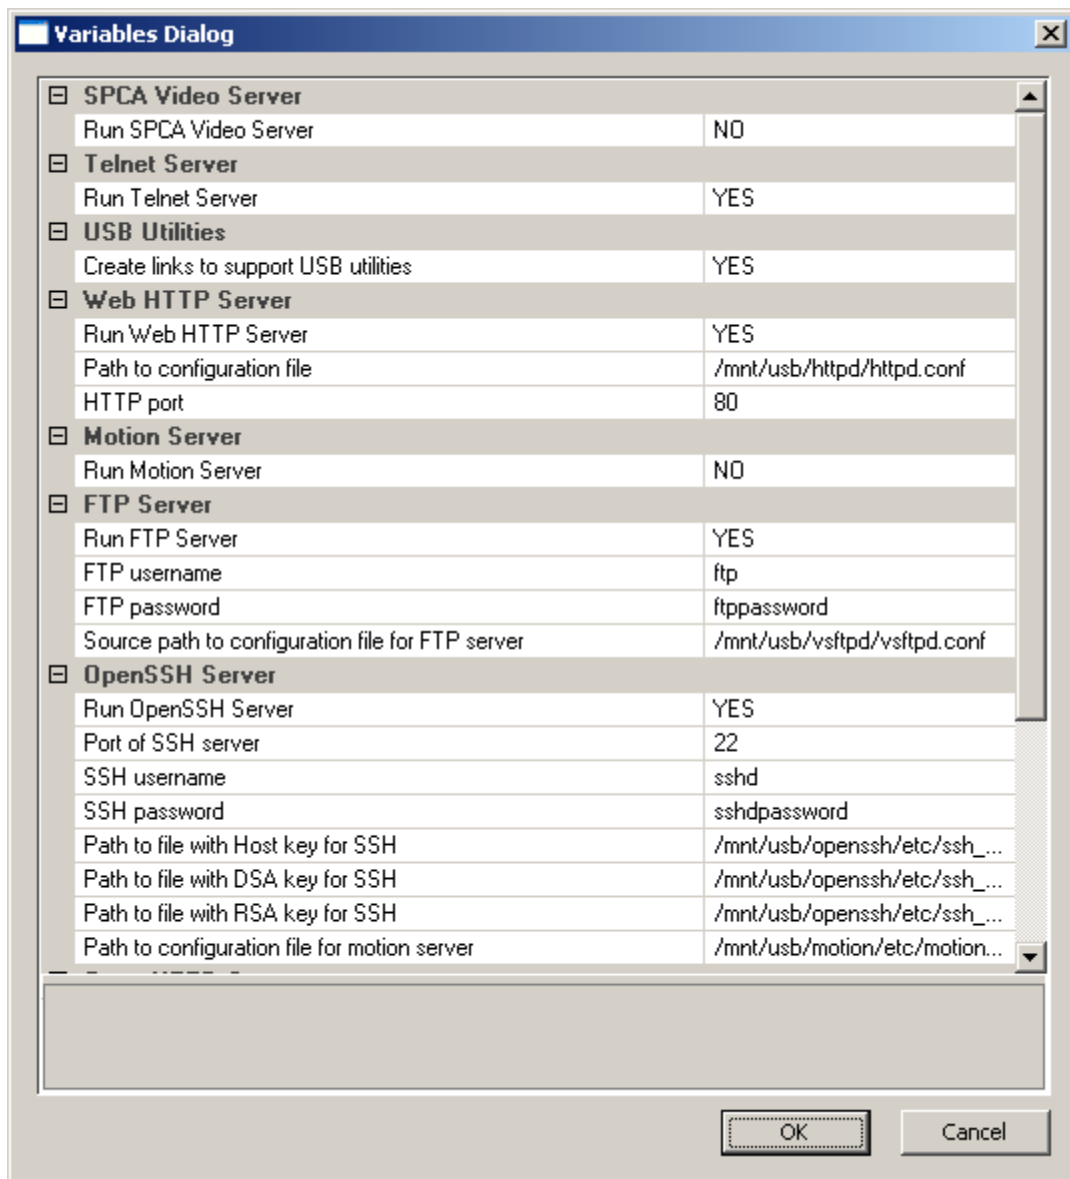 Variables Dialog
SPCA Video Server
Run SPCA Video Server NO
Telnet Server
Run Telnet Server YES
USB Utilities
Create links to support USB utilities YES
Web HTTP Server
Run Web HTTP Server YES
Path to configuration file /mnt/usb/httpd/httpd.conf
HTTP port 80
Motion Server
Run Motion Server NO
FTP Server
Run FTP Server YES
FTP username ftp
FTP password ftppassword
Source path to configuration file for FTP server /mnt/usb/vsftpd/vsftpd.conf
OpenSSH Server
Run OpenSSH Server YES
Port of SSH server 22
SSH username sshd
SSH password sshdpassword
Path to file with Host key for SSH /mnt/usb/openssh/etc/ssh_...
Path to file with DSA key for SSH /mnt/usb/openssh/etc/ssh_...
Path to file with RSA key for SSH /mnt/usb/openssh/etc/ssh_...
Path to configuration file for motion server /mnt/usb/motion/etc/motion...
OK Cancel